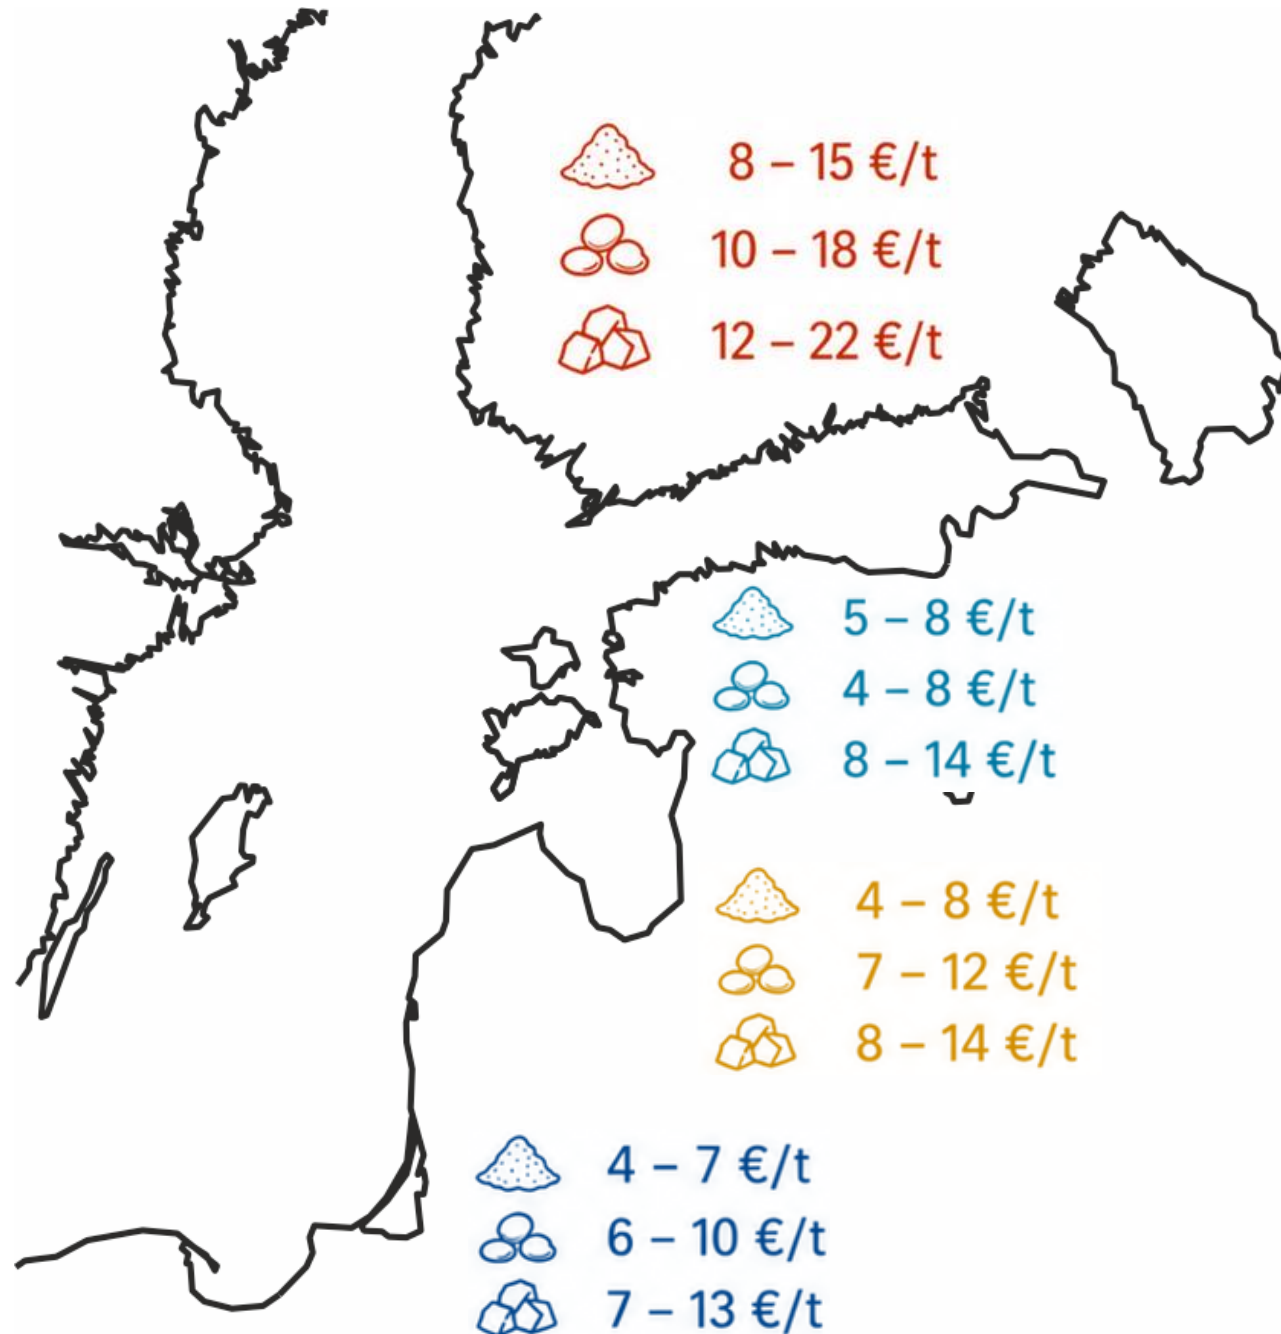 8 – 15 €/t
10 – 18 €/t
12 – 22 €/t
5 – 8 €/t
4 – 8 €/t
8 – 14 €/t
4 – 8 €/t
7 – 12 €/t
8 – 14 €/t
4 – 7 €/t
6 – 10 €/t
7 – 13 €/t